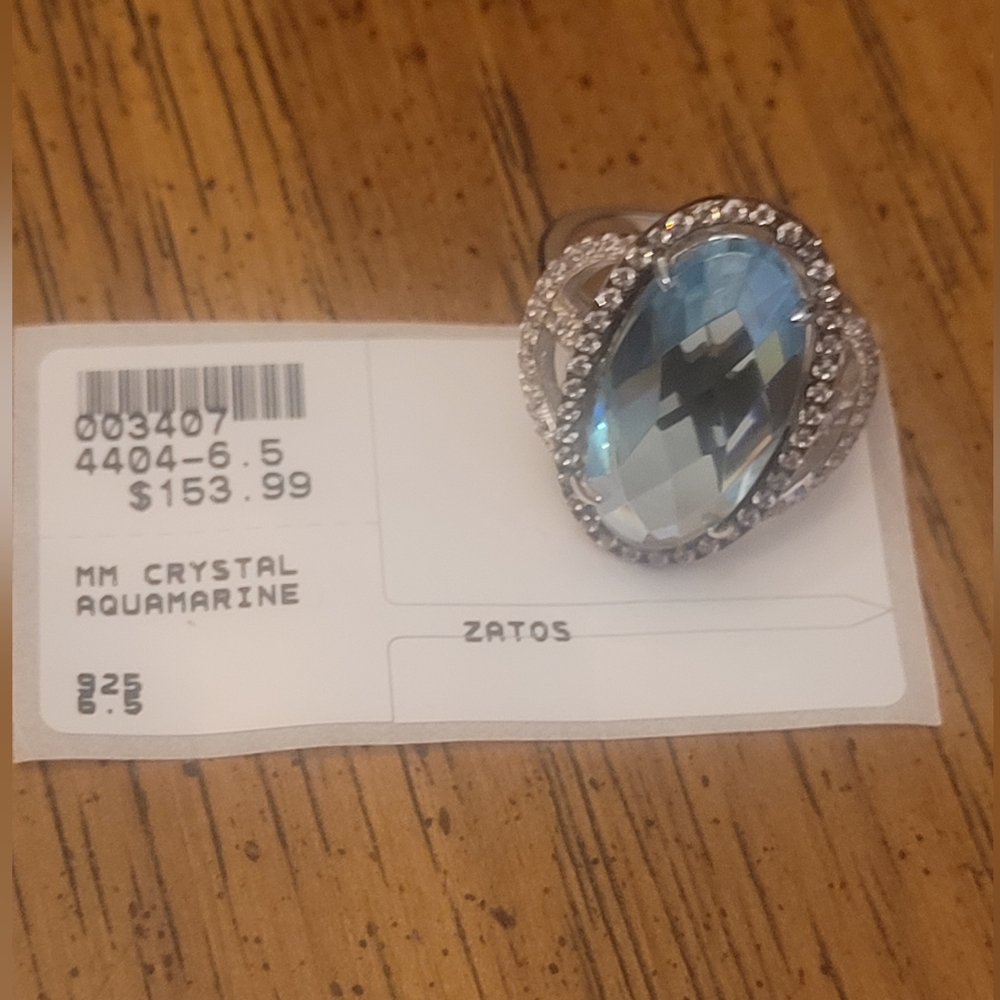 003407
4404-6.5
$153.99
MM CRYSTAL
AQUAMARINE
ZATOS
925
6.5